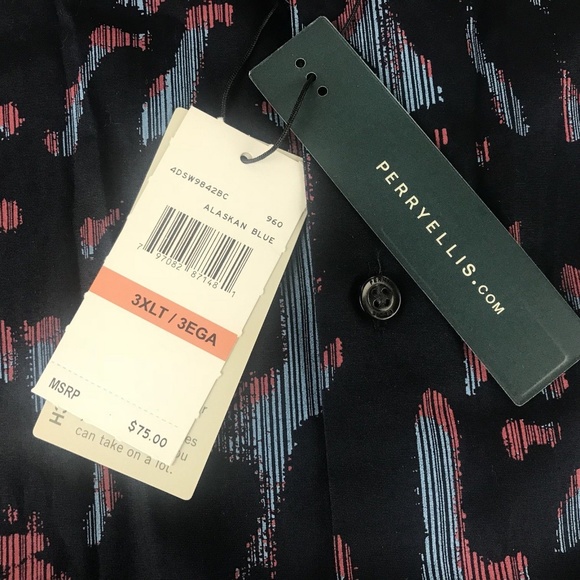 4DSW9842BC 960
ALASKAN BLUE
7 97082 87148 1
3XLT / 3EGA
MSRP
$75.00
can take on a lot.
PERRYELLIS.COM